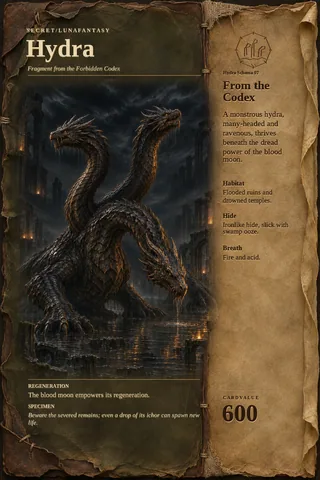 SECRET/LUNAFANTASY
Hydra
Fragment from the Forbidden Codex
From the
Codex
A monstrous hydra,
many-headed and
ravenous, thrives
beneath the dread
power of the blood
moon.
Habitat
Flooded ruins and
drowned temples.
Hide
Ironlike hide, slick with
swamp ooze.
Breath
Fire and acid.
REGENERATION
The blood moon empowers its regeneration.
SPECIMEN
Beware the severed remains; even a drop of its ichor can spawn new
life.
CARDVALUE
600